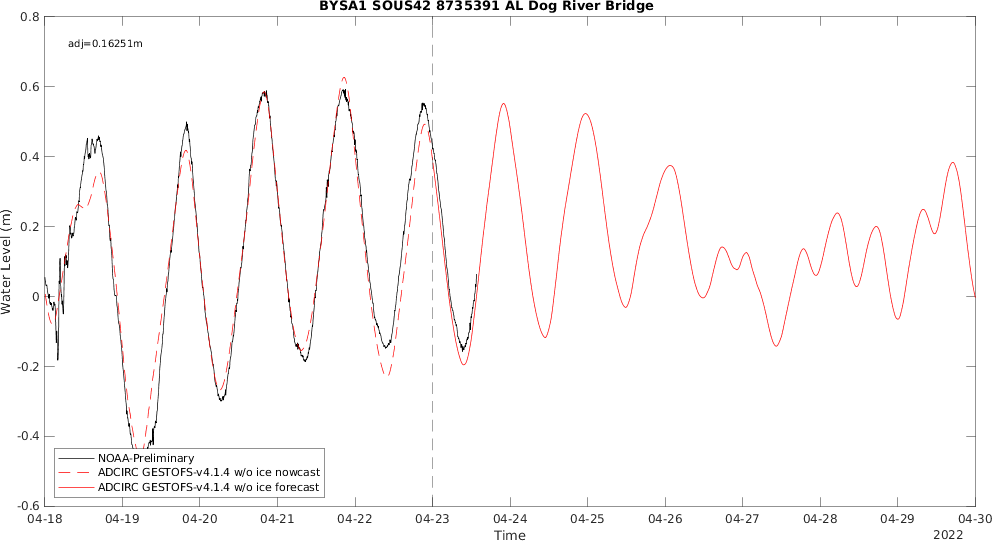 BYSA1 SOUS42 8735391 AL Dog River Bridge
adj=0.16251m
0.8
0.6
0.4
0.2
0
-0.2
-0.4
-0.6
Water Level (m)
NOAA-Preliminary
ADCIRC GESTOFS-v4.1.4 w/o ice nowcast
ADCIRC GESTOFS-v4.1.4 w/o ice forecast
04-18 04-19 04-20 04-21 04-22 04-23 04-24 04-25 04-26 04-27 04-28 04-29 04-30
Time
2022